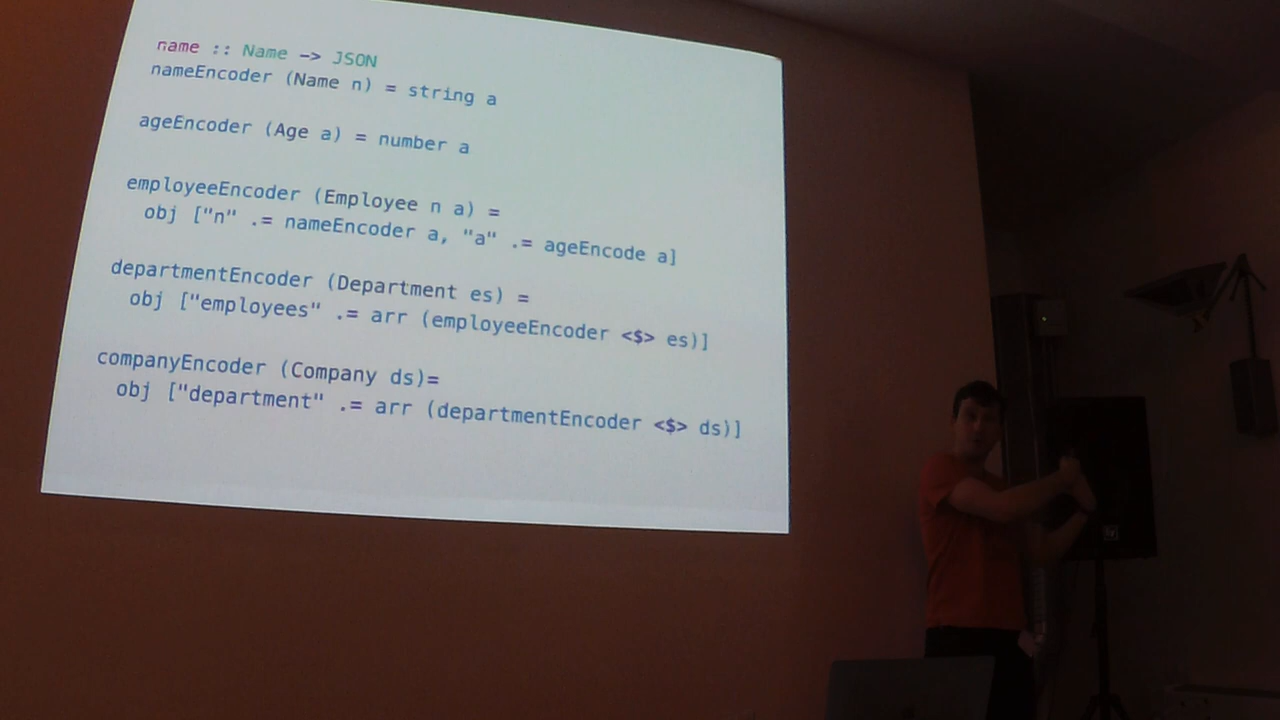 name :: Name -> JSON
nameEncoder (Name n) = string a
ageEncoder (Age a) = number a
employeeEncoder (Employee n a) =
obj ["n" .= nameEncoder a, "a" .= ageEncode a]
departmentEncoder (Department es) =
obj ["employees" .= arr (employeeEncoder <$> es)]
companyEncoder (Company ds)=
obj ["department" .= arr (departmentEncoder <$> ds)]